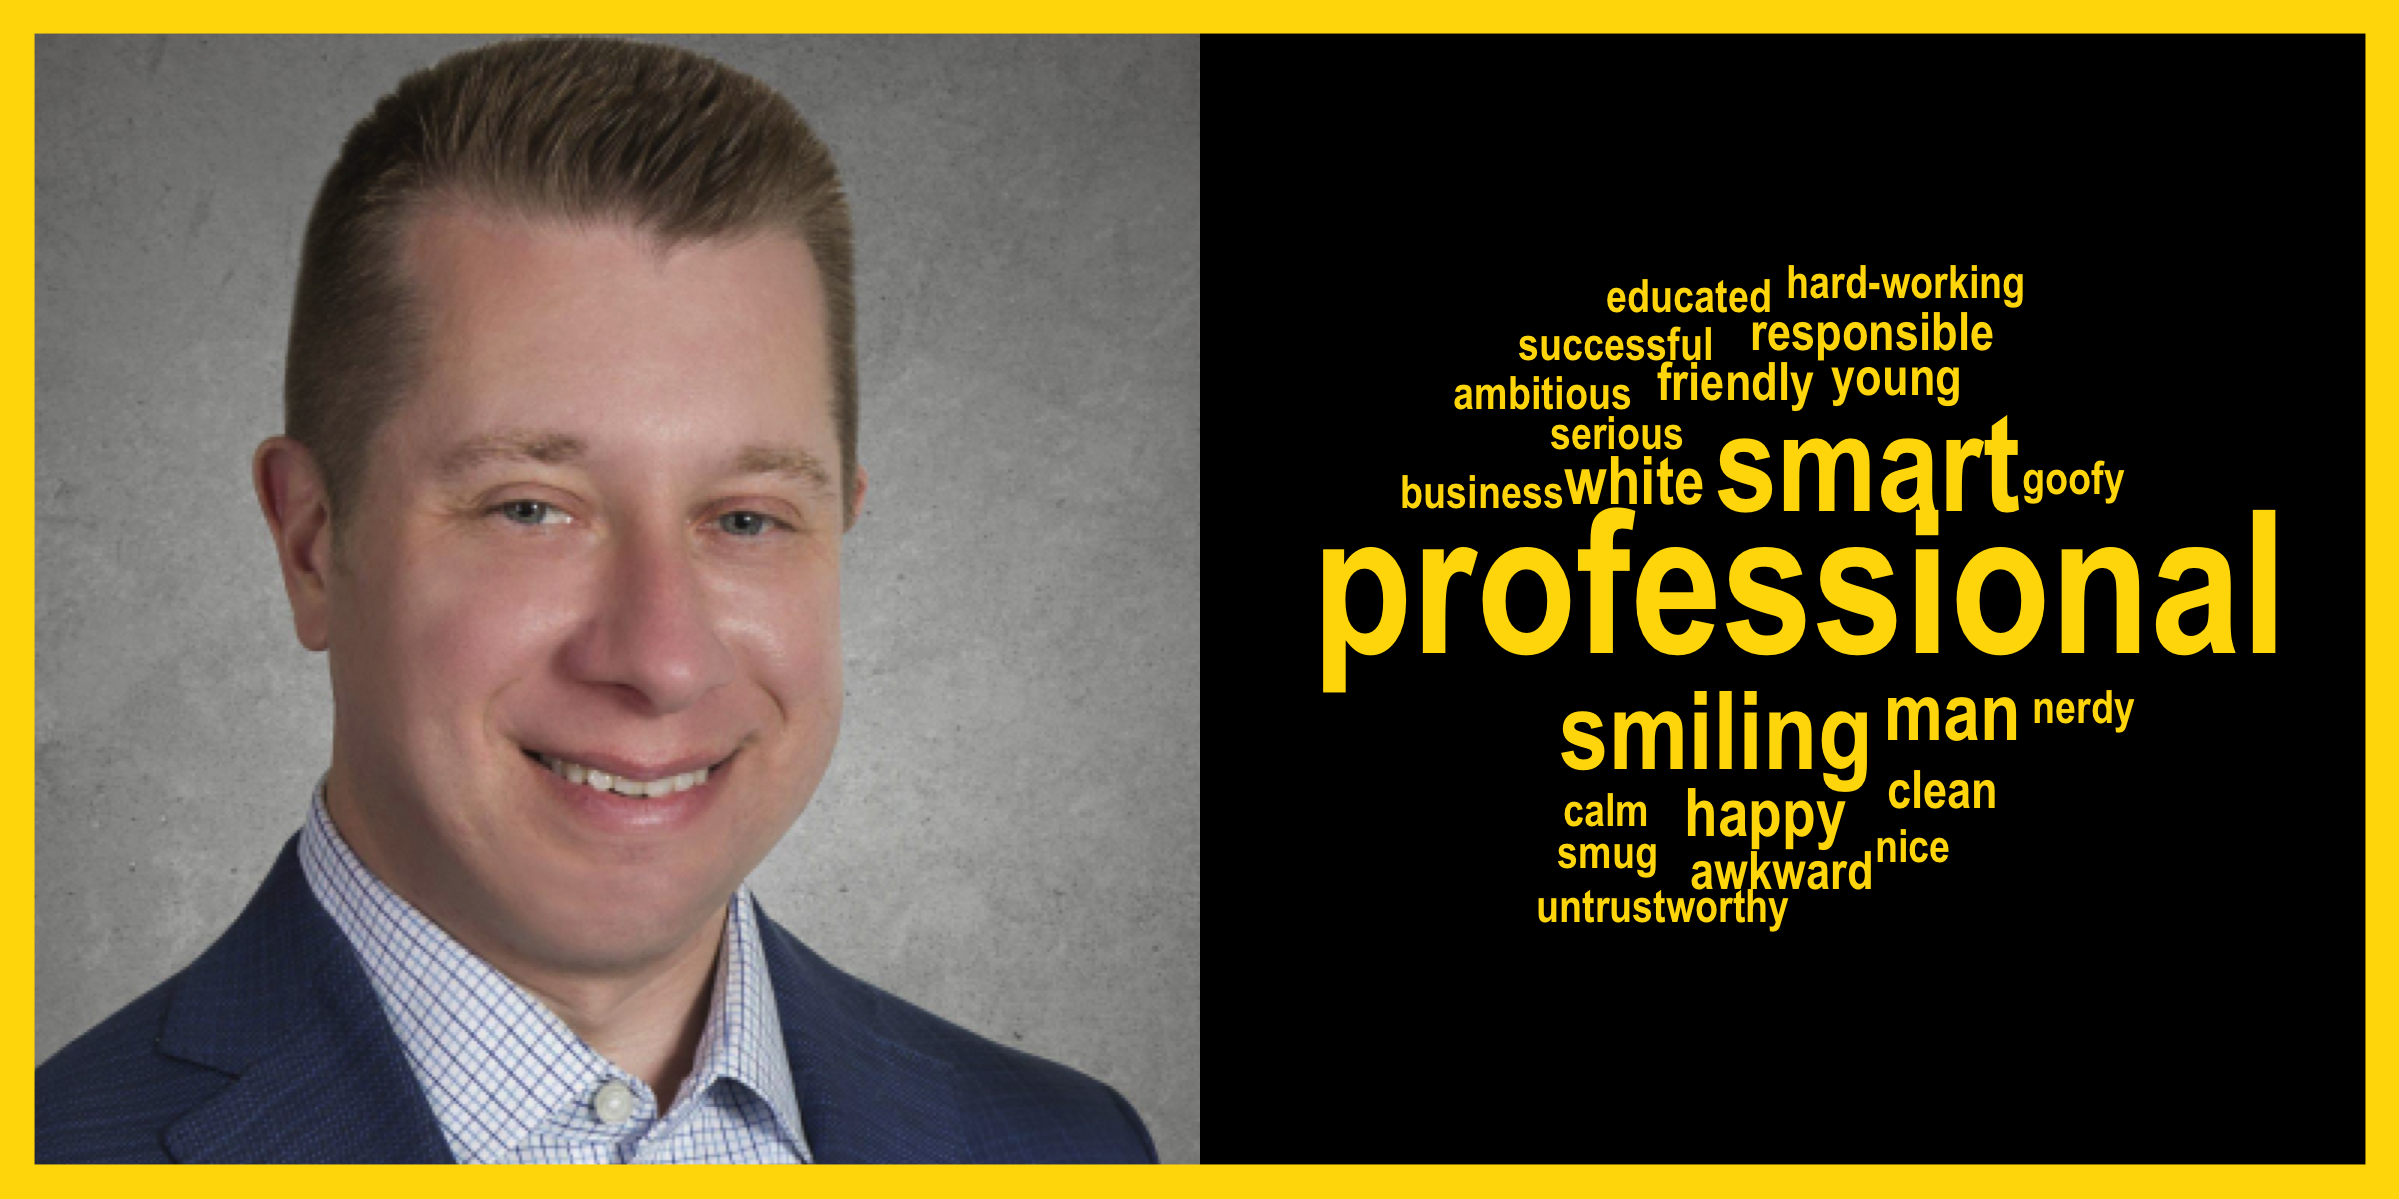 educated hard-working
successful responsible
ambitious friendly young
serious
business white smart goofy
professional
smiling man nerdy
calm happy clean
smug awkward nice
untrustworthy